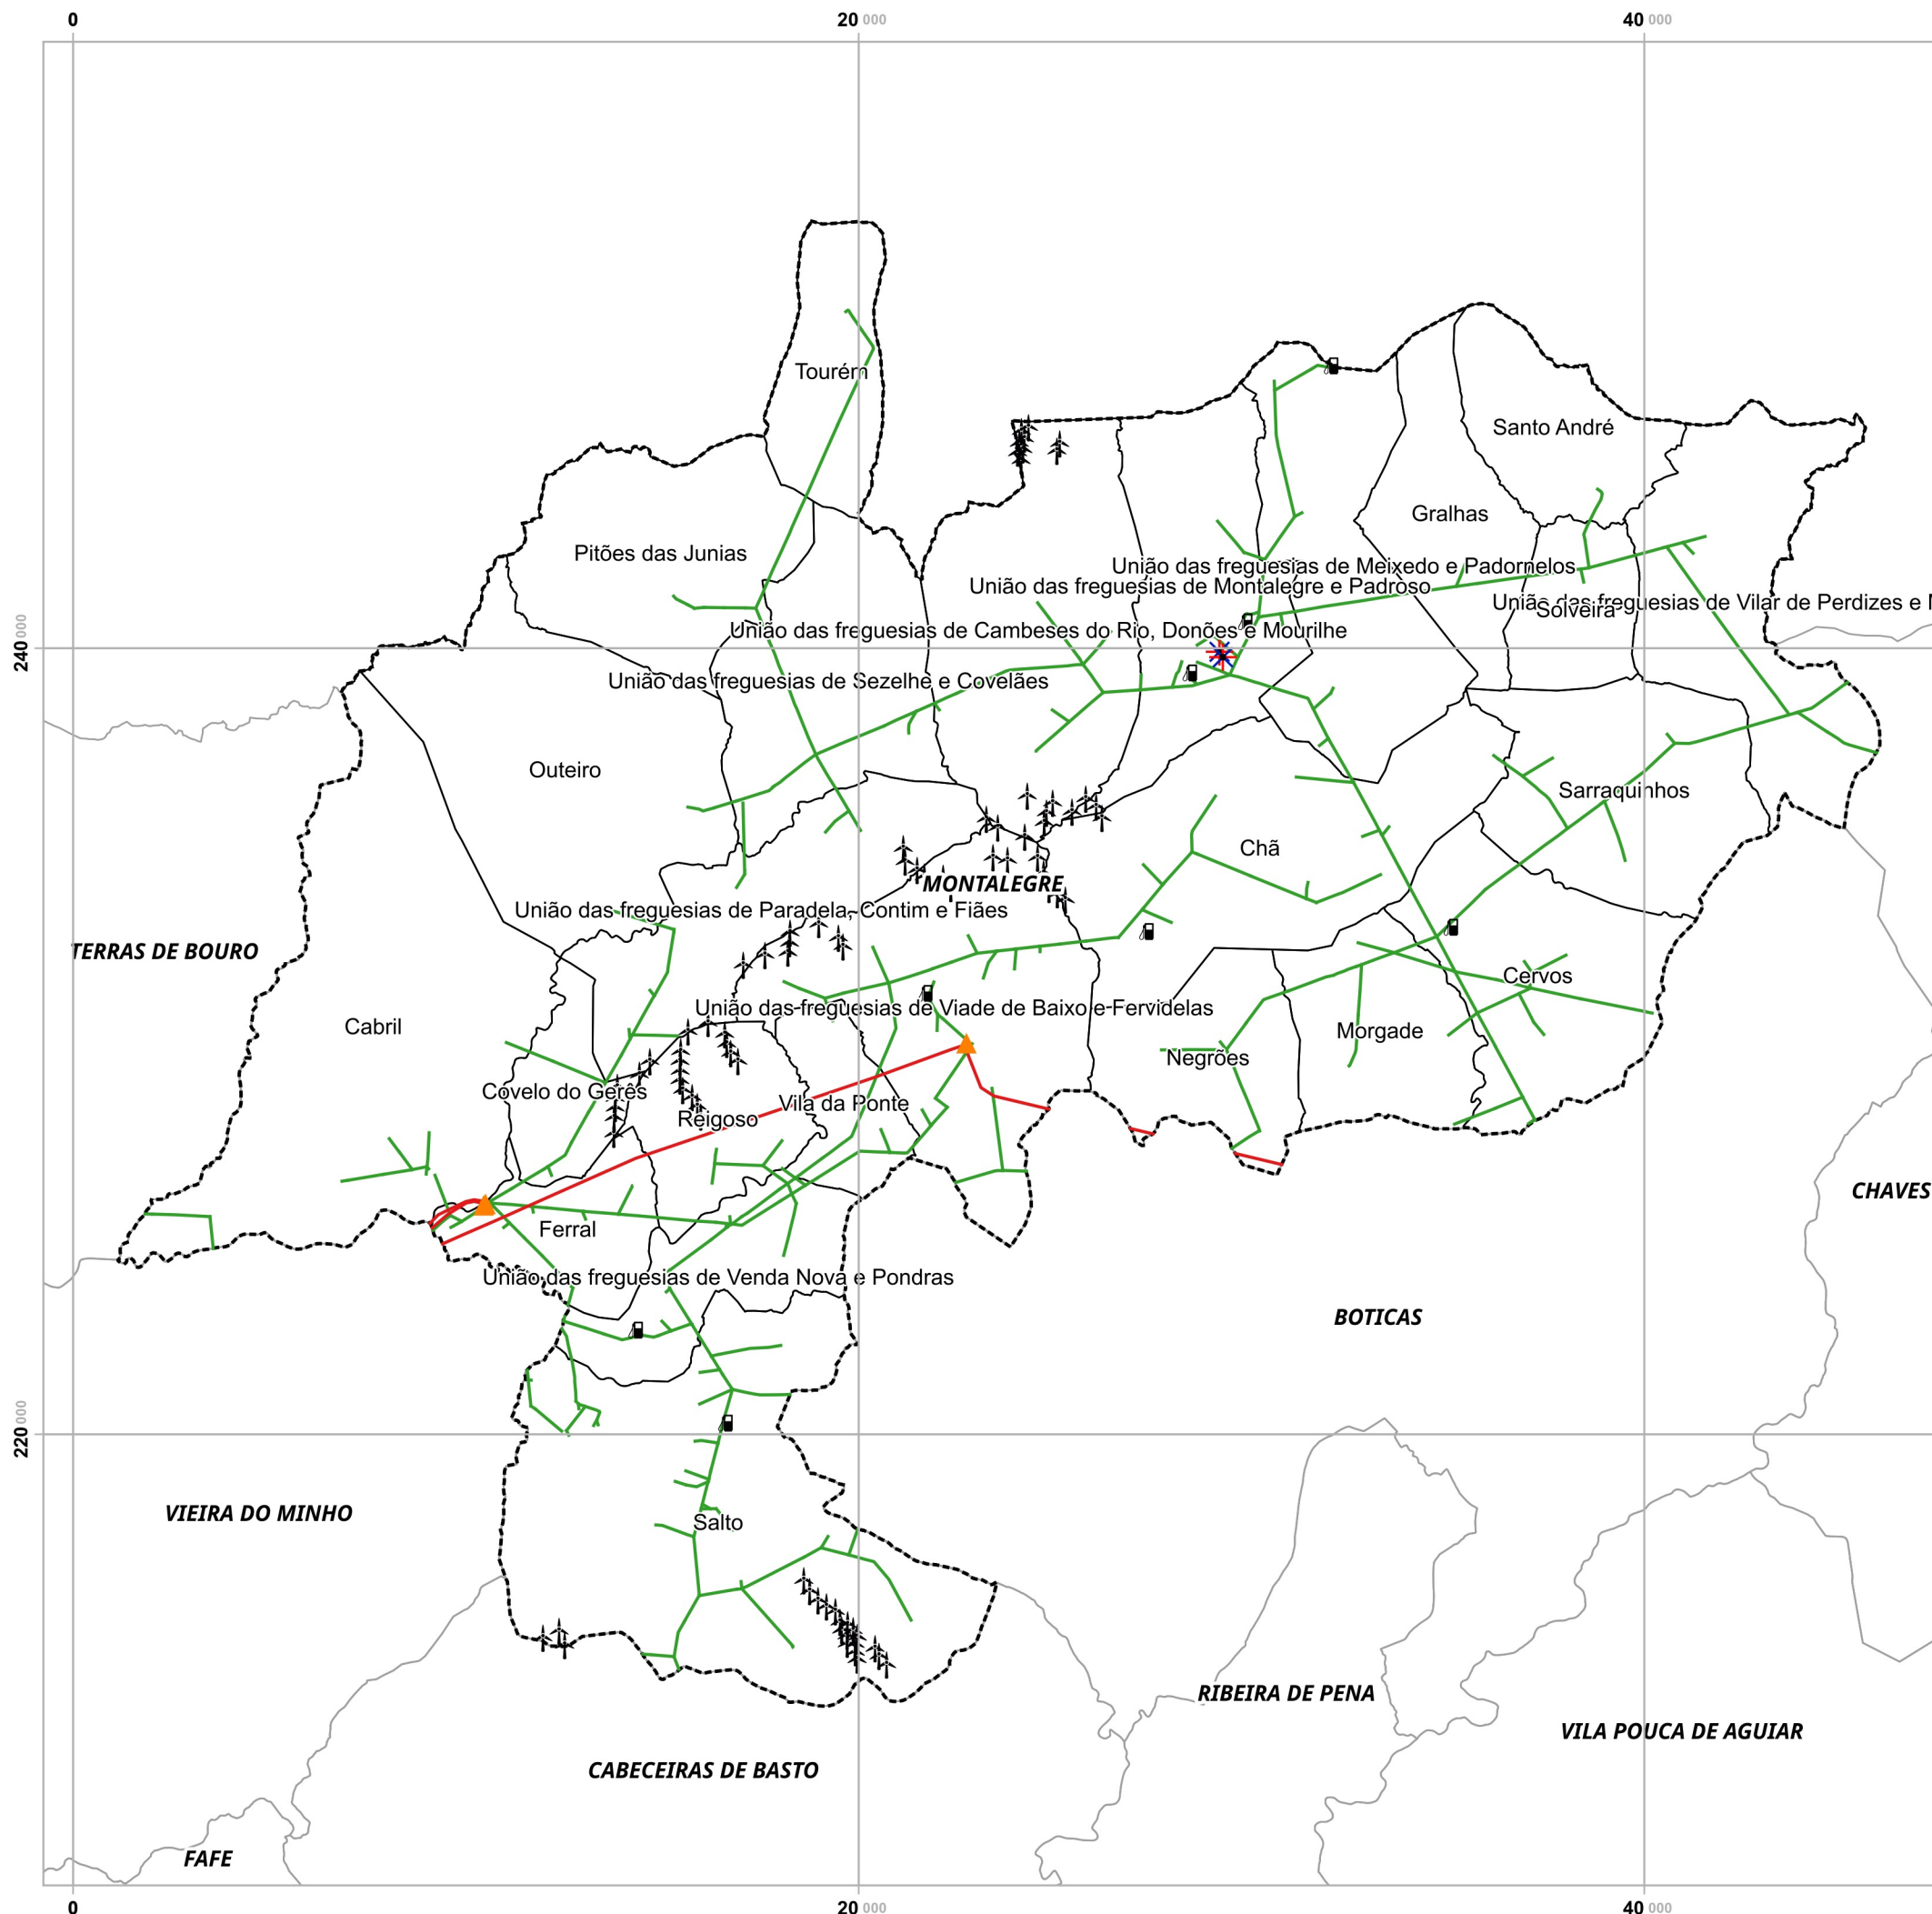 0
20 000
40 000
Tourém
Santo André
Gralhas
Pitões das Junias
União das freguesias de Meixedo e Padornelos
União das freguesias de Montalegre e Padroso
União das freguesias de Vilar de Perdizes e
Solveira
União das freguesias de Cambeses do Rio, Donões e Mourilhe
240 000
União das freguesias de Sezelhe e Covelães
Outeiro
Sarraquinhos
Chã
MONTALEGRE
União das freguesias de Paradela, Contim e Fiães
TERRAS DE BOURO
Cervos
União das freguesias de Viade de Baixo e Fervidelas
Cabril
Morgade
Negrões
Covelo do Gerês
Vila da Ponte
Reigoso
CHAVES
Ferral
União das freguesias de Venda Nova e Pondras
BOTICAS
220 000
VIEIRA DO MINHO
Salto
RIBEIRA DE PENA
VILA POUCA DE AGUIAR
CABECEIRAS DE BASTO
FAFE
0
20 000
40 000